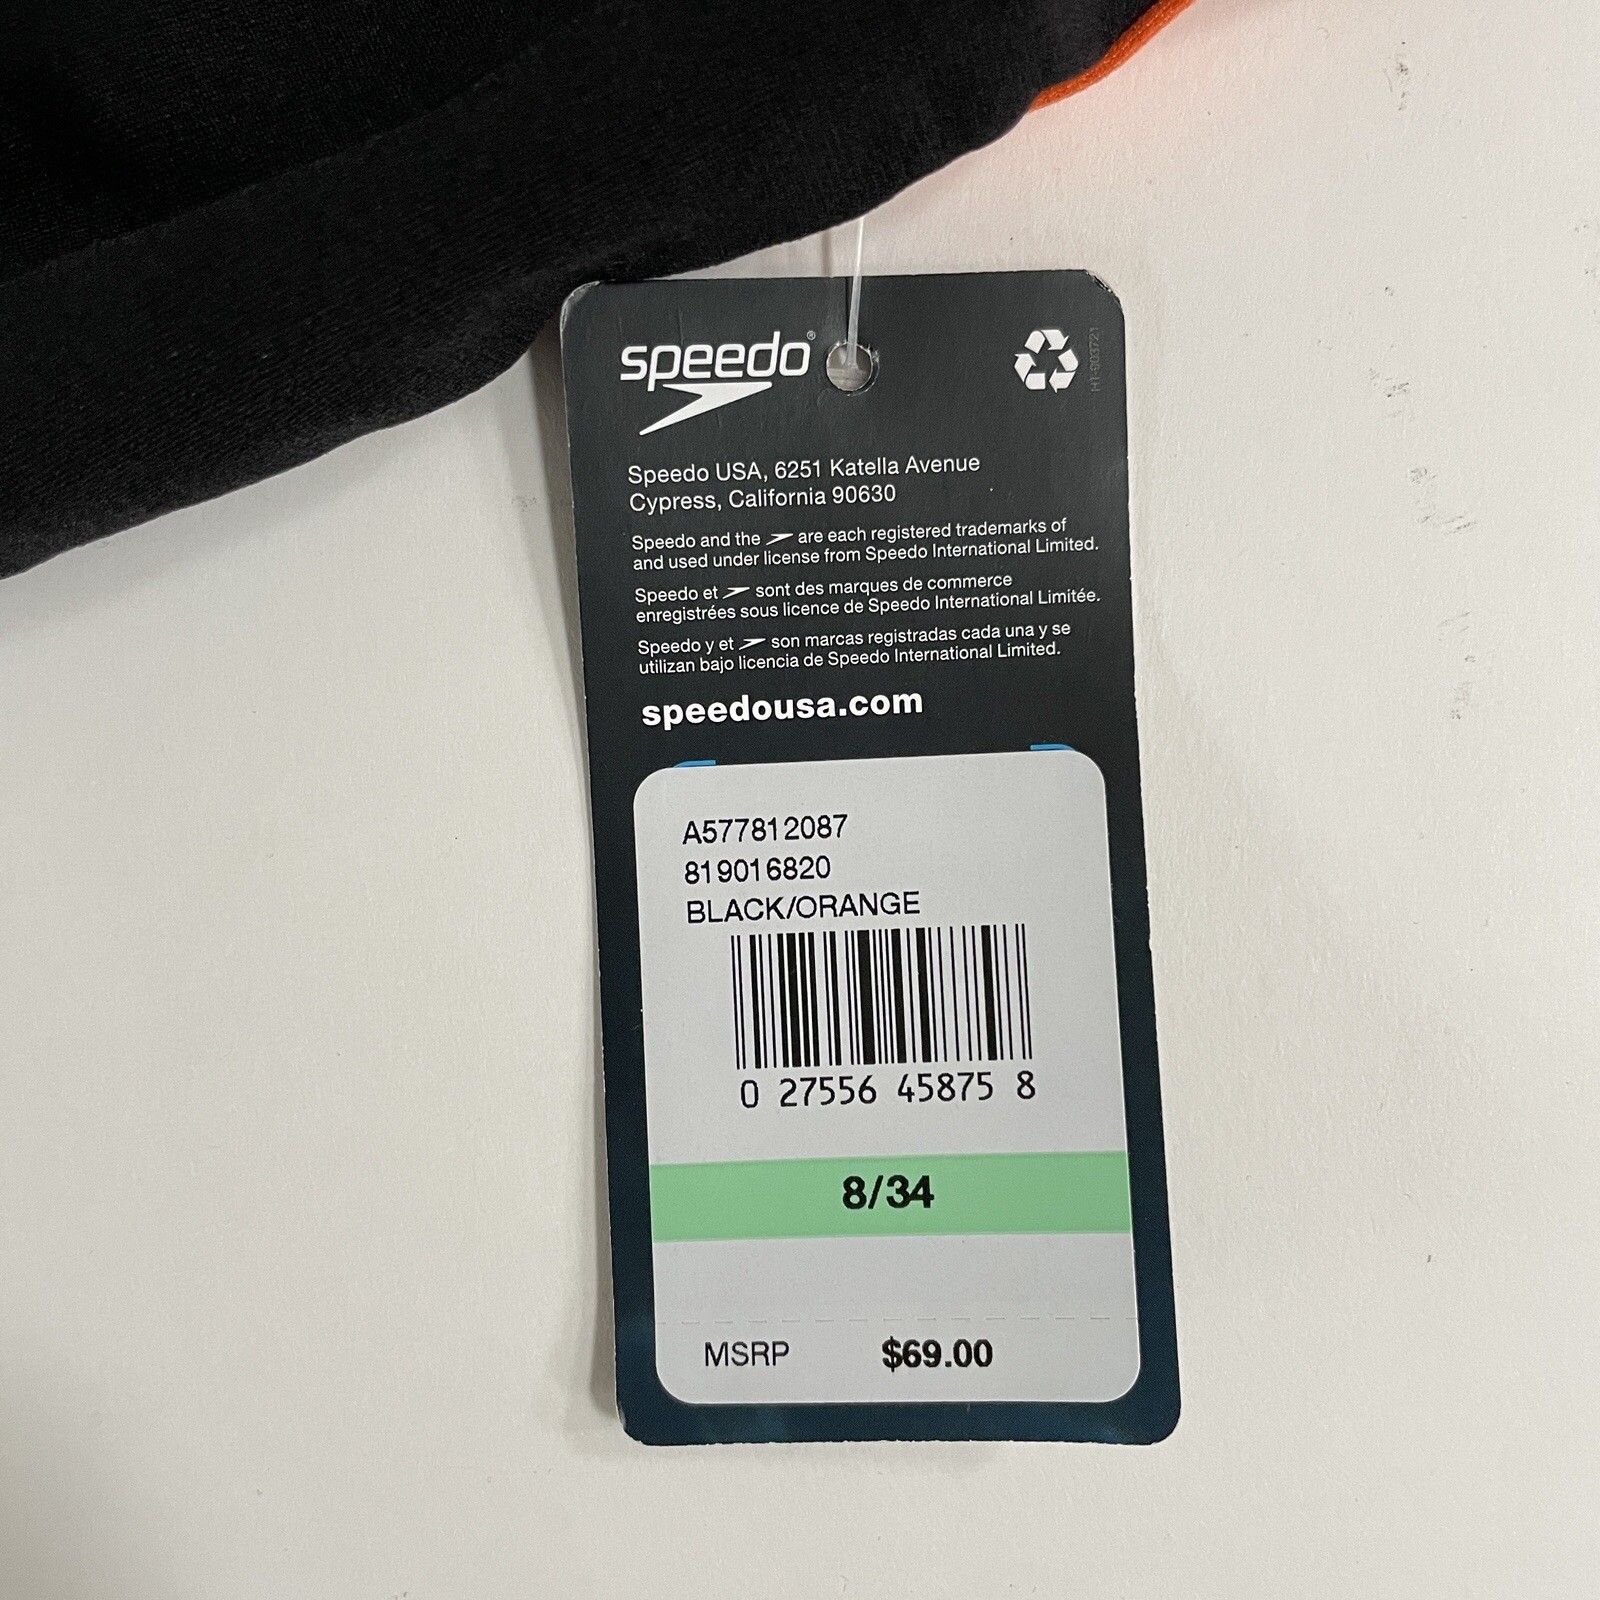 speedo®
HT-903721
Speedo USA, 6251 Katella Avenue
Cypress, California 90630
Speedo and the are each registered trademarks of
and used under license from Speedo International Limited.
Speedo et sont des marques de commerce
enregistrées sous licence de Speedo International Limitée.
Speedo y et son marcas registradas cada una y se
utilizan bajo licencia de Speedo International Limited.
speedousa.com
A577812087
819016820
BLACK/ORANGE
0 27556 45875 8
8/34
MSRP $69.00